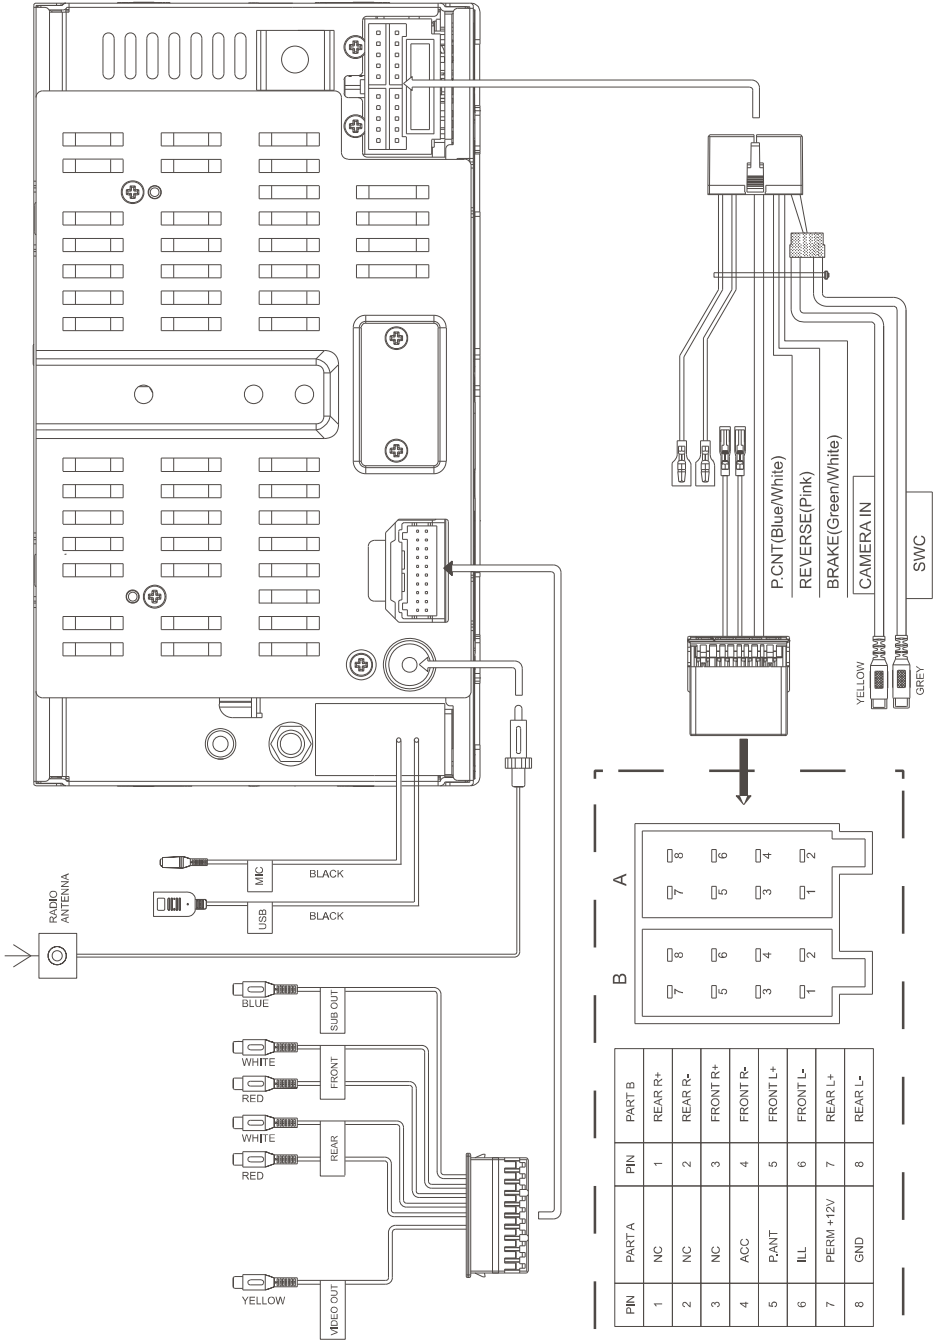 P.CNT(Blue/White)
REVERSE(Pink)
BRAKE(Green/White)
CAMERA IN
SWC
YELLOW
GREY
RADIO
ANTENNA
MIC
BLACK
USB
BLACK
BLUE
SUB OUT
WHITE
FRONT
RED
WHITE
REAR
RED
YELLOW
VIDEO OUT
A
8 6 4 2
7 5 3 1
B
8 6 4 2
7 5 3 1
PIN PART A PIN PART B
1 NC 1 REAR R+
2 NC 2 REAR R-
3 NC 3 FRONT R+
4 ACC 4 FRONT R-
5 P.ANT 5 FRONT L+
6 ILL 6 FRONT L-
7 PERM +12V 7 REAR L+
8 GND 8 REAR L-